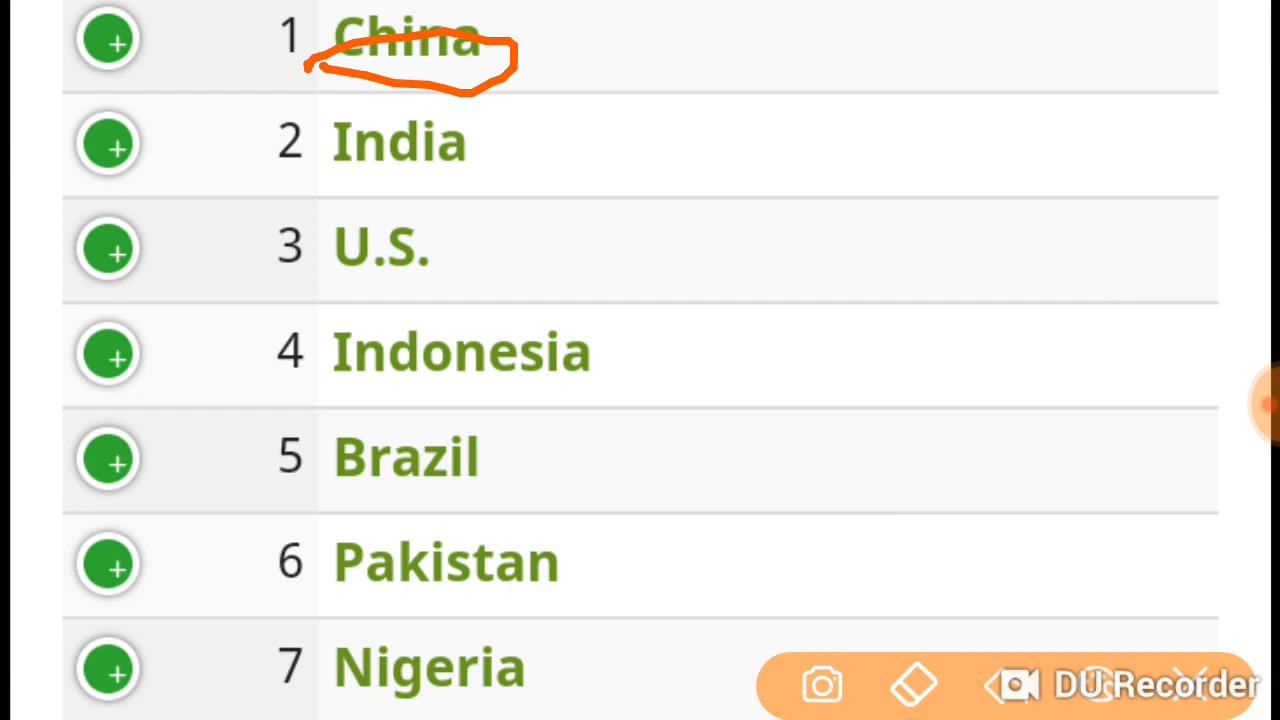 1 China
2 India
3 U.S.
4 Indonesia
5 Brazil
6 Pakistan
7 Nigeria
DU Recorder